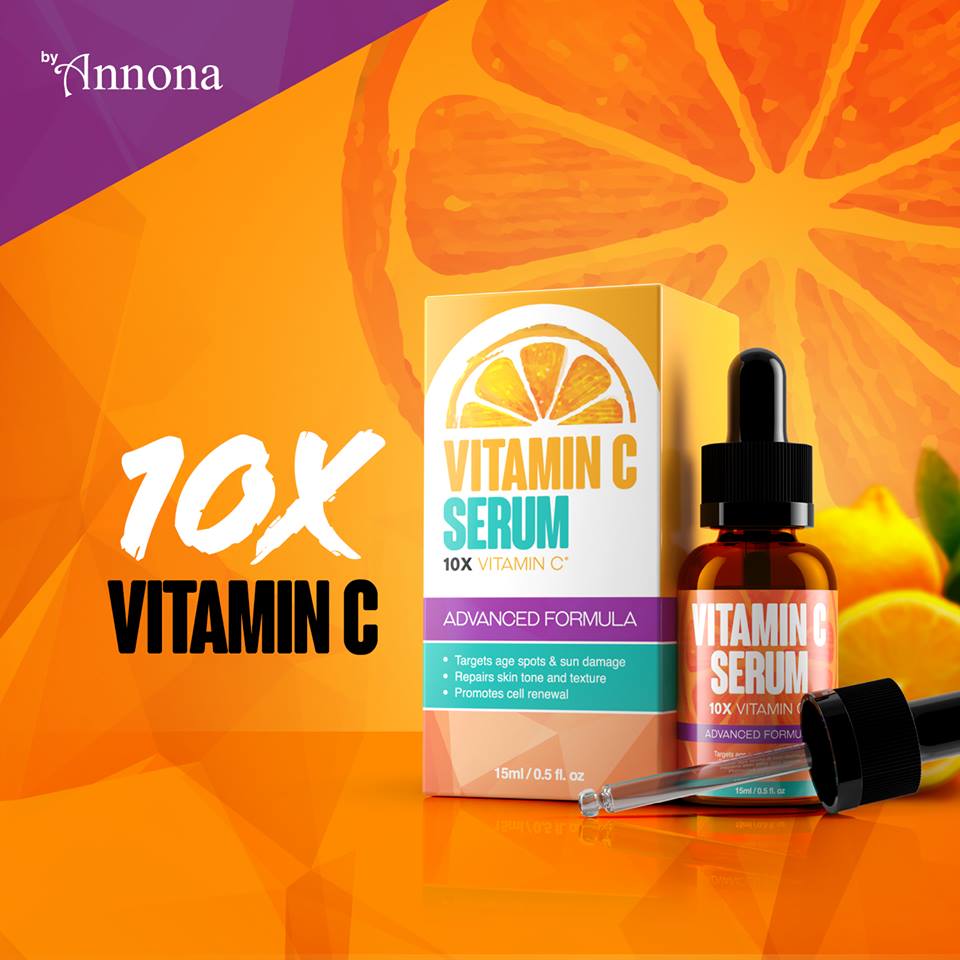 by Annona
10X
VITAMIN C
VITAMIN C
SERUM
10X VITAMIN C*
ADVANCED FORMULA
• Targets age spots & sun damage
• Repairs skin tone and texture
• Promotes cell renewal
15ml / 0.5 fl. oz
VITAMIN C
SERUM
10X VITAMIN
ADVANCED
Targets age
15ml / 0.5 fl. oz